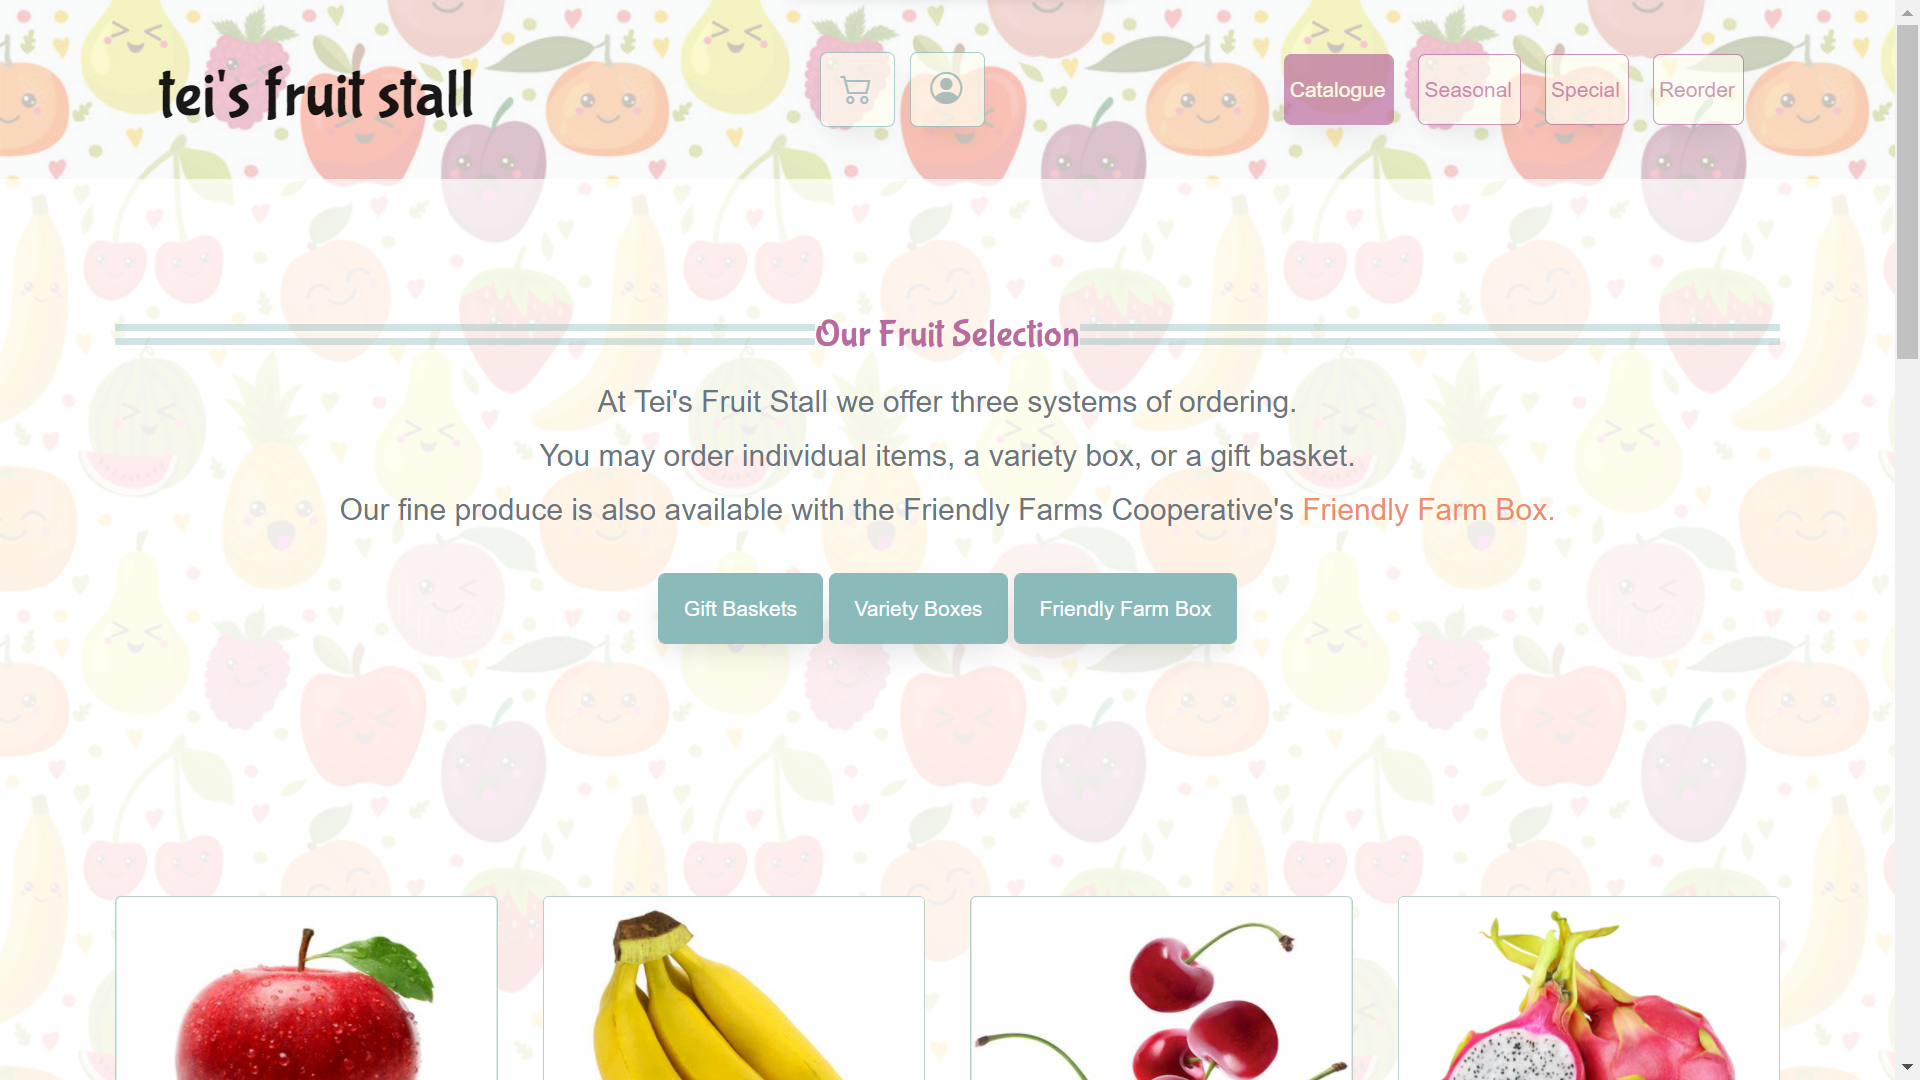 tei's fruit stall
Catalogue
Seasonal
Special
Reorder
Our Fruit Selection
At Tei's Fruit Stall we offer three systems of ordering.
You may order individual items, a variety box, or a gift basket.
Our fine produce is also available with the Friendly Farms Cooperative's Friendly Farm Box.
Gift Baskets
Variety Boxes
Friendly Farm Box